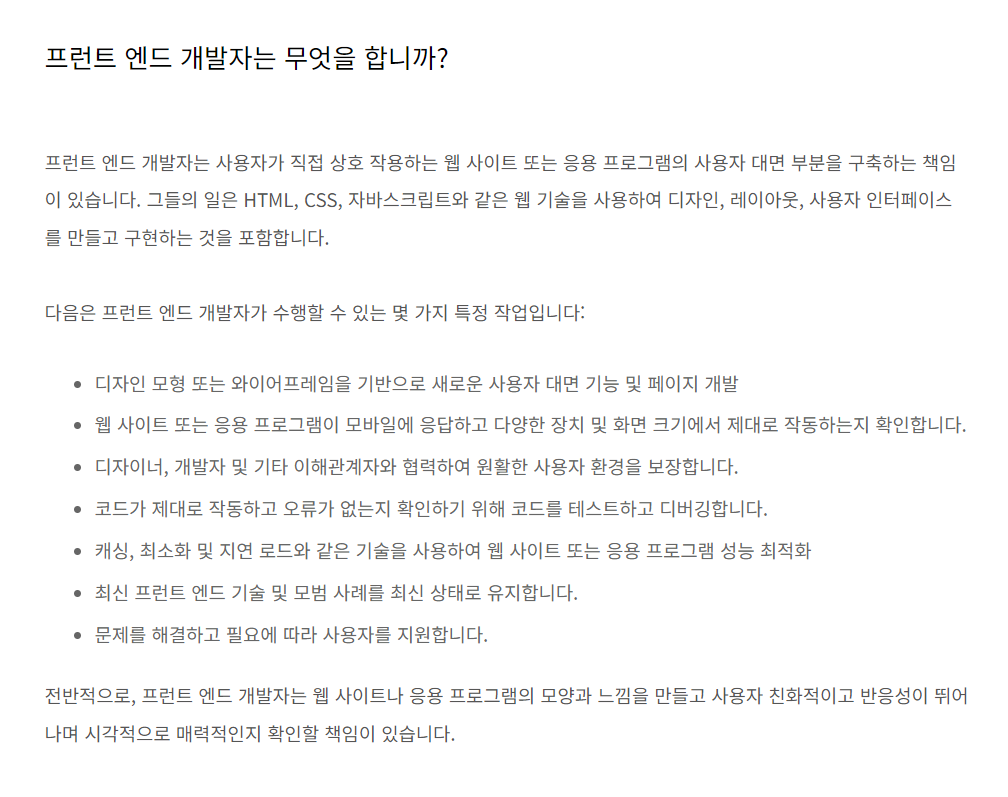 프런트 엔드 개발자는 무엇을 합니까?
프런트 엔드 개발자는 사용자가 직접 상호 작용하는 웹 사이트 또는 응용 프로그램의 사용자 대면 부분을 구축하는 책임
이 있습니다. 그들의 일은 HTML, CSS, 자바스크립트와 같은 웹 기술을 사용하여 디자인, 레이아웃, 사용자 인터페이스
를 만들고 구현하는 것을 포함합니다.
다음은 프런트 엔드 개발자가 수행할 수 있는 몇 가지 특정 작업입니다:
• 디자인 모형 또는 와이어프레임을 기반으로 새로운 사용자 대면 기능 및 페이지 개발
• 웹 사이트 또는 응용 프로그램이 모바일에 응답하고 다양한 장치 및 화면 크기에서 제대로 작동하는지 확인합니다.
• 디자이너, 개발자 및 기타 이해관계자와 협력하여 원활한 사용자 환경을 보장합니다.
• 코드가 제대로 작동하고 오류가 없는지 확인하기 위해 코드를 테스트하고 디버깅합니다.
• 캐싱, 최소화 및 지연 로드와 같은 기술을 사용하여 웹 사이트 또는 응용 프로그램 성능 최적화
• 최신 프런트 엔드 기술 및 모범 사례를 최신 상태로 유지합니다.
• 문제를 해결하고 필요에 따라 사용자를 지원합니다.
전반적으로, 프런트 엔드 개발자는 웹 사이트나 응용 프로그램의 모양과 느낌을 만들고 사용자 친화적이고 반응성이 뛰어
나며 시각적으로 매력적인지 확인할 책임이 있습니다.